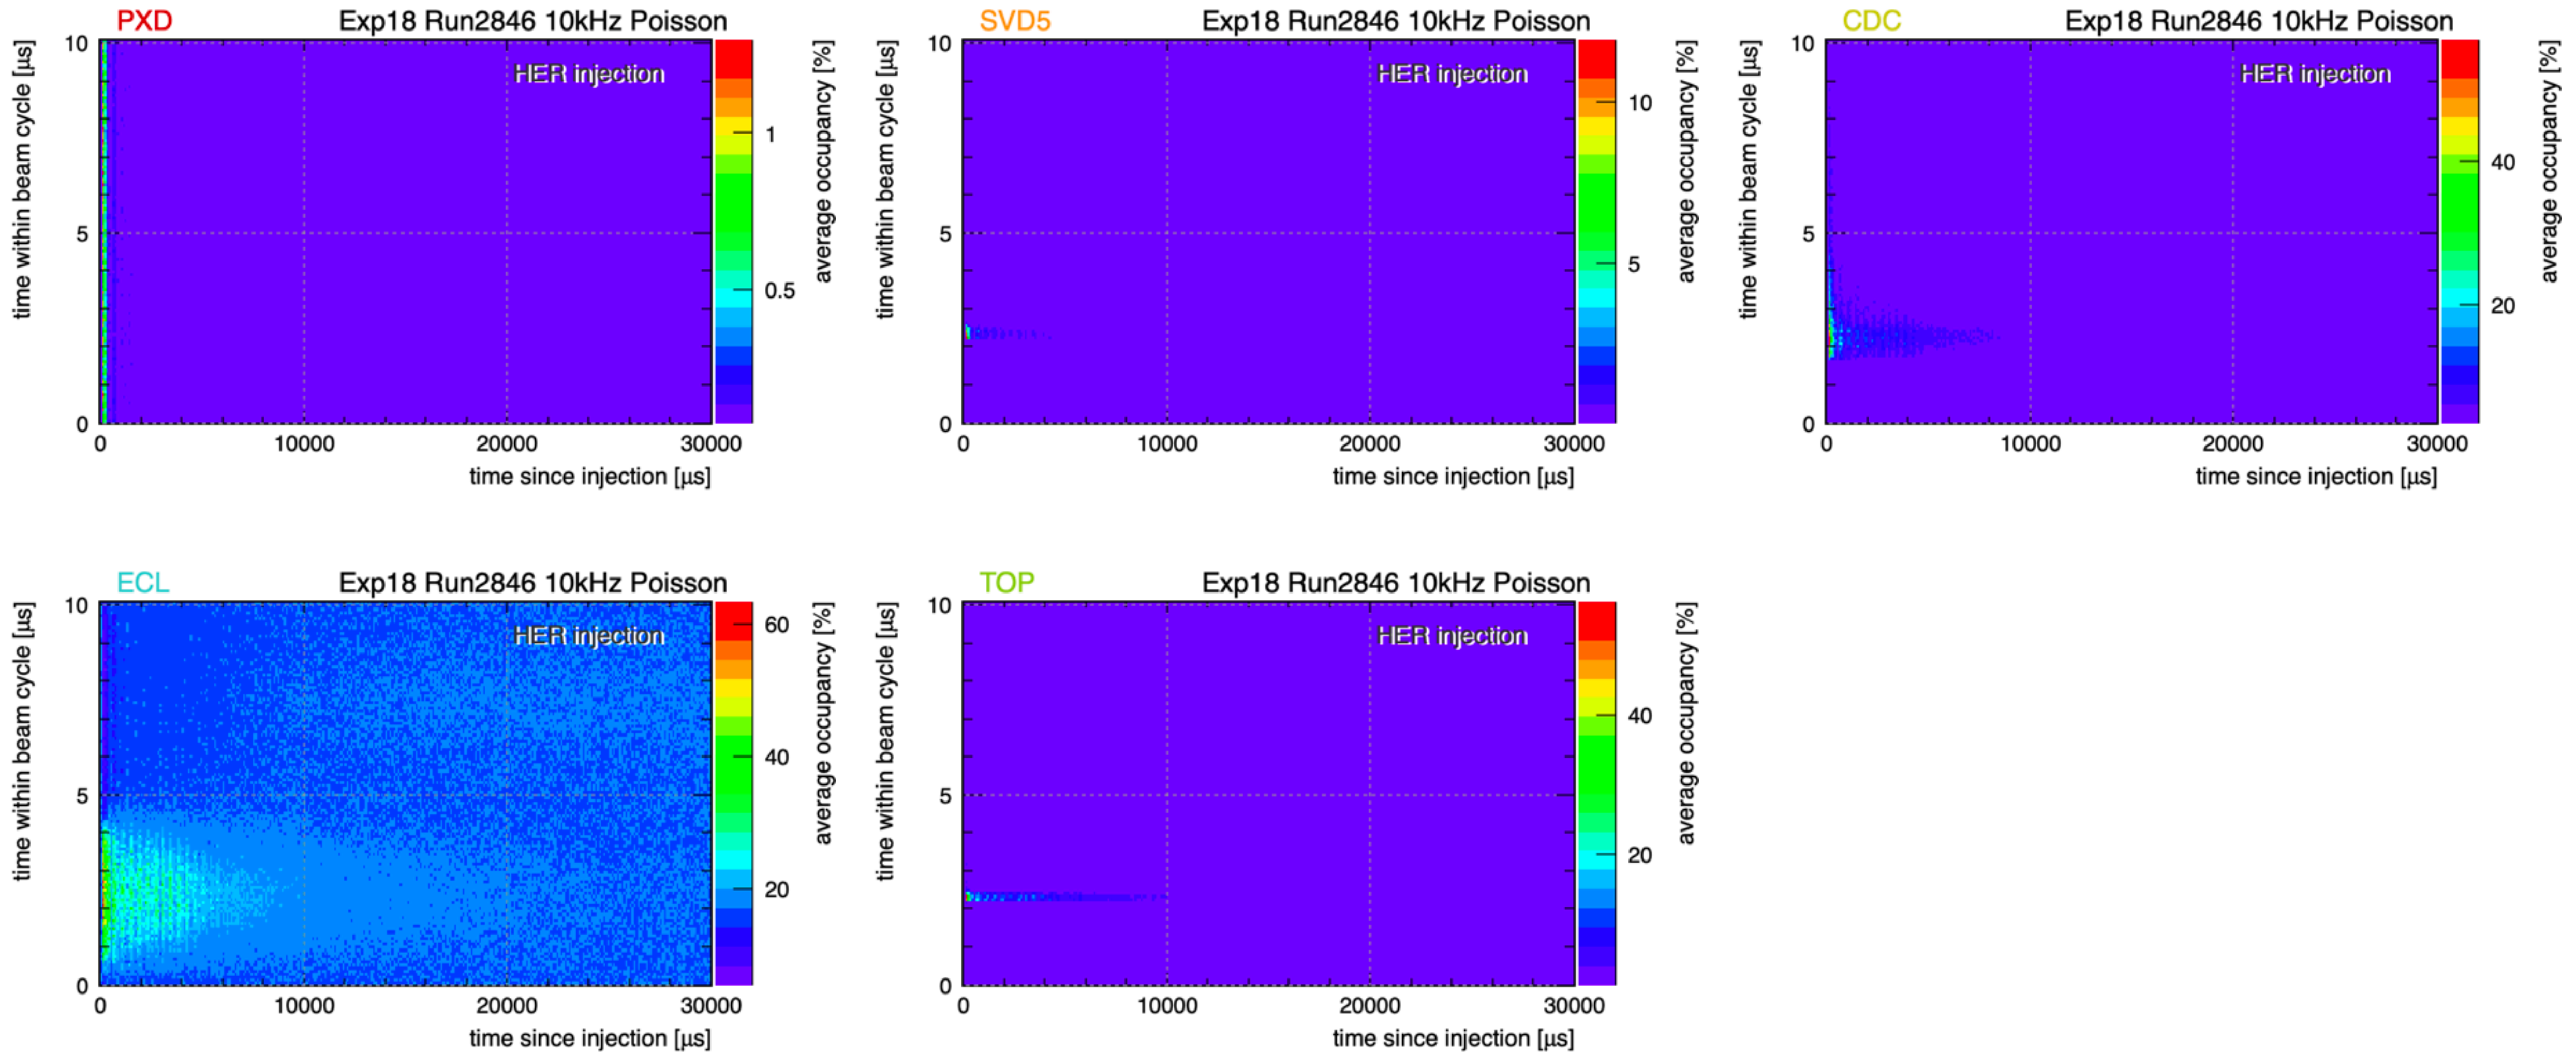 PXD Exp18 Run2846 10kHz Poisson
HER injection
time within beam cycle [µs]
10
5
0
0 10000 20000 30000
time since injection [µs]
1
0.5
average occupancy [%]
SVD5 Exp18 Run2846 10kHz Poisson
HER injection
time within beam cycle [µs]
10
5
0
0 10000 20000 30000
time since injection [µs]
10
5
average occupancy [%]
CDC Exp18 Run2846 10kHz Poisson
HER injection
time within beam cycle [µs]
10
5
0
0 10000 20000 30000
time since injection [µs]
40
20
average occupancy [%]
ECL Exp18 Run2846 10kHz Poisson
HER injection
time within beam cycle [µs]
10
5
0
0 10000 20000 30000
time since injection [µs]
60
40
20
average occupancy [%]
TOP Exp18 Run2846 10kHz Poisson
HER injection
time within beam cycle [µs]
10
5
0
0 10000 20000 30000
time since injection [µs]
40
20
average occupancy [%]